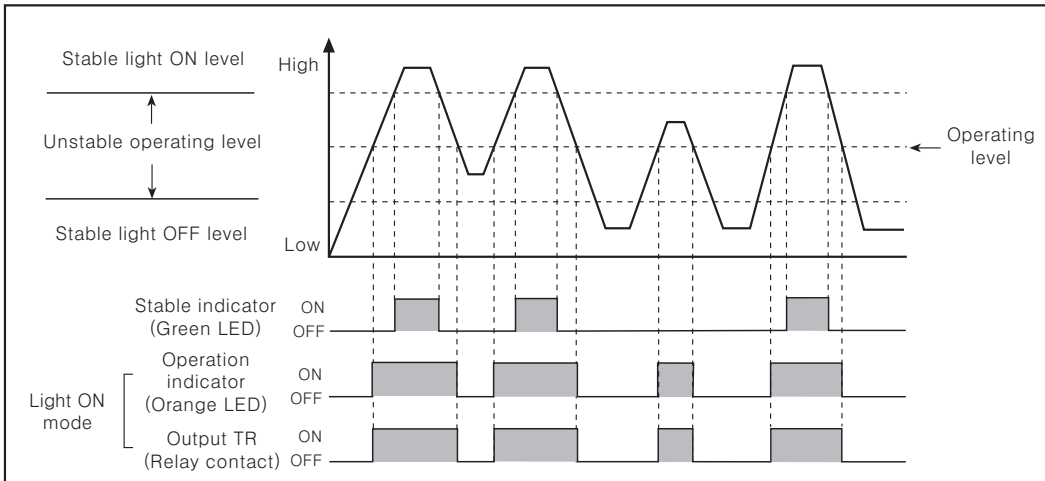 Stable light ON level
Unstable operating level
Stable light OFF level
High
Low
Operating
level
Stable indicator
(Green LED)
ON
OFF
Light ON
mode
Operation
indicator
(Orange LED)
ON
OFF
Output TR
(Relay contact)
ON
OFF